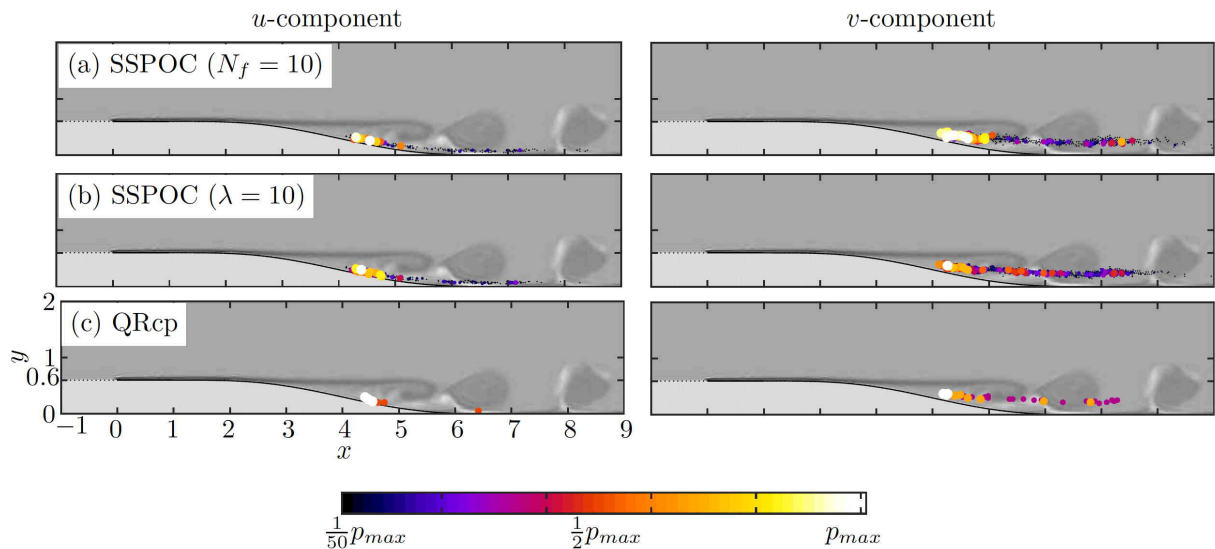 u-component v-component
(a) SSPOC (N_f = 10)
(b) SSPOC (λ = 10)
2
(c) QRcp
y 1
0.6
0
−1 0 1 2 3 4 5 6 7 8 9
x
1/50 p_max 1/2 p_max p_max